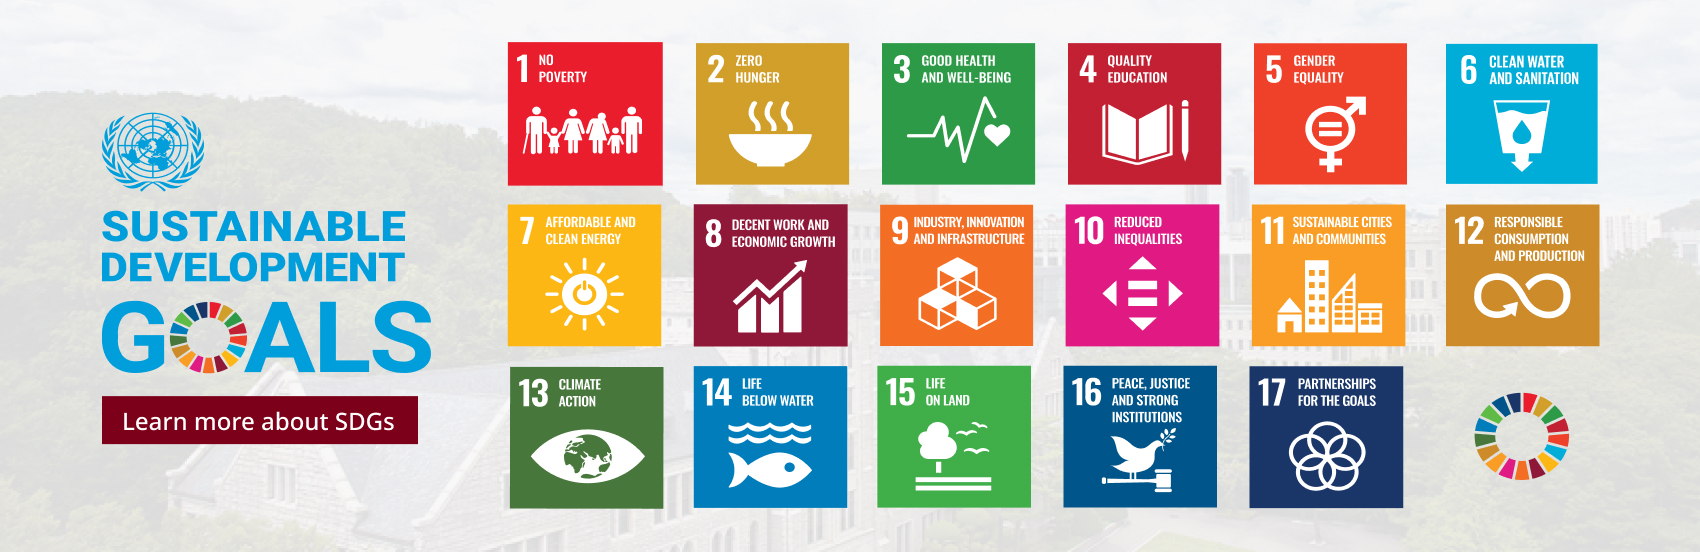 SUSTAINABLE
DEVELOPMENT
GOALS
Learn more about SDGs
1 NO
POVERTY
2 ZERO
HUNGER
3 GOOD HEALTH
AND WELL-BEING
4 QUALITY
EDUCATION
5 GENDER
EQUALITY
6 CLEAN WATER
AND SANITATION
7 AFFORDABLE AND
CLEAN ENERGY
8 DECENT WORK AND
ECONOMIC GROWTH
9 INDUSTRY, INNOVATION
AND INFRASTRUCTURE
10 REDUCED
INEQUALITIES
11 SUSTAINABLE CITIES
AND COMMUNITIES
12 RESPONSIBLE
CONSUMPTION
AND PRODUCTION
13 CLIMATE
ACTION
14 LIFE
BELOW WATER
15 LIFE
ON LAND
16 PEACE, JUSTICE
AND STRONG
INSTITUTIONS
17 PARTNERSHIPS
FOR THE GOALS